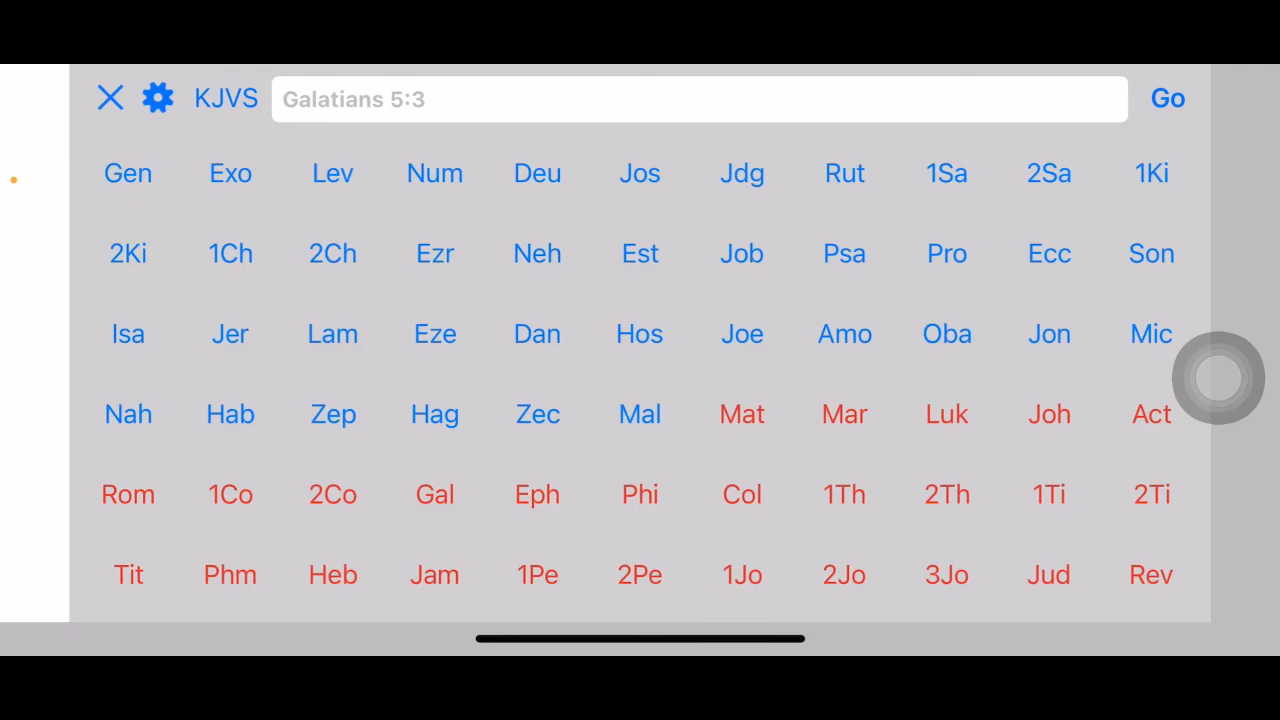 KJVS Galatians 5:3 Go
Gen Exo Lev Num Deu Jos Jdg Rut 1Sa 2Sa 1Ki
2Ki 1Ch 2Ch Ezr Neh Est Job Psa Pro Ecc Son
Isa Jer Lam Eze Dan Hos Joe Amo Oba Jon Mic
Nah Hab Zep Hag Zec Mal Mat Mar Luk Joh Act
Rom 1Co 2Co Gal Eph Phi Col 1Th 2Th 1Ti 2Ti
Tit Phm Heb Jam 1Pe 2Pe 1Jo 2Jo 3Jo Jud Rev